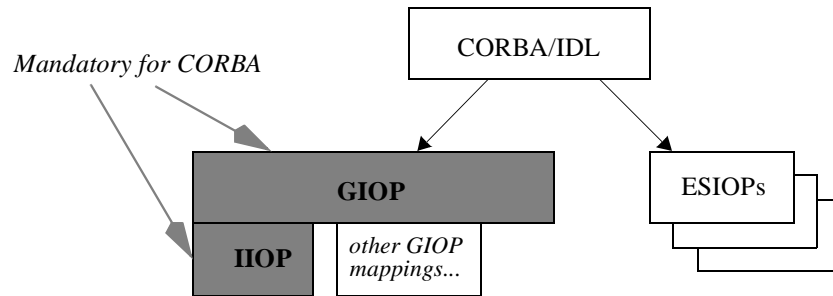 CORBA/IDL
Mandatory for CORBA
GIOP
ESIOPs
IIOP
other GIOP
mappings...